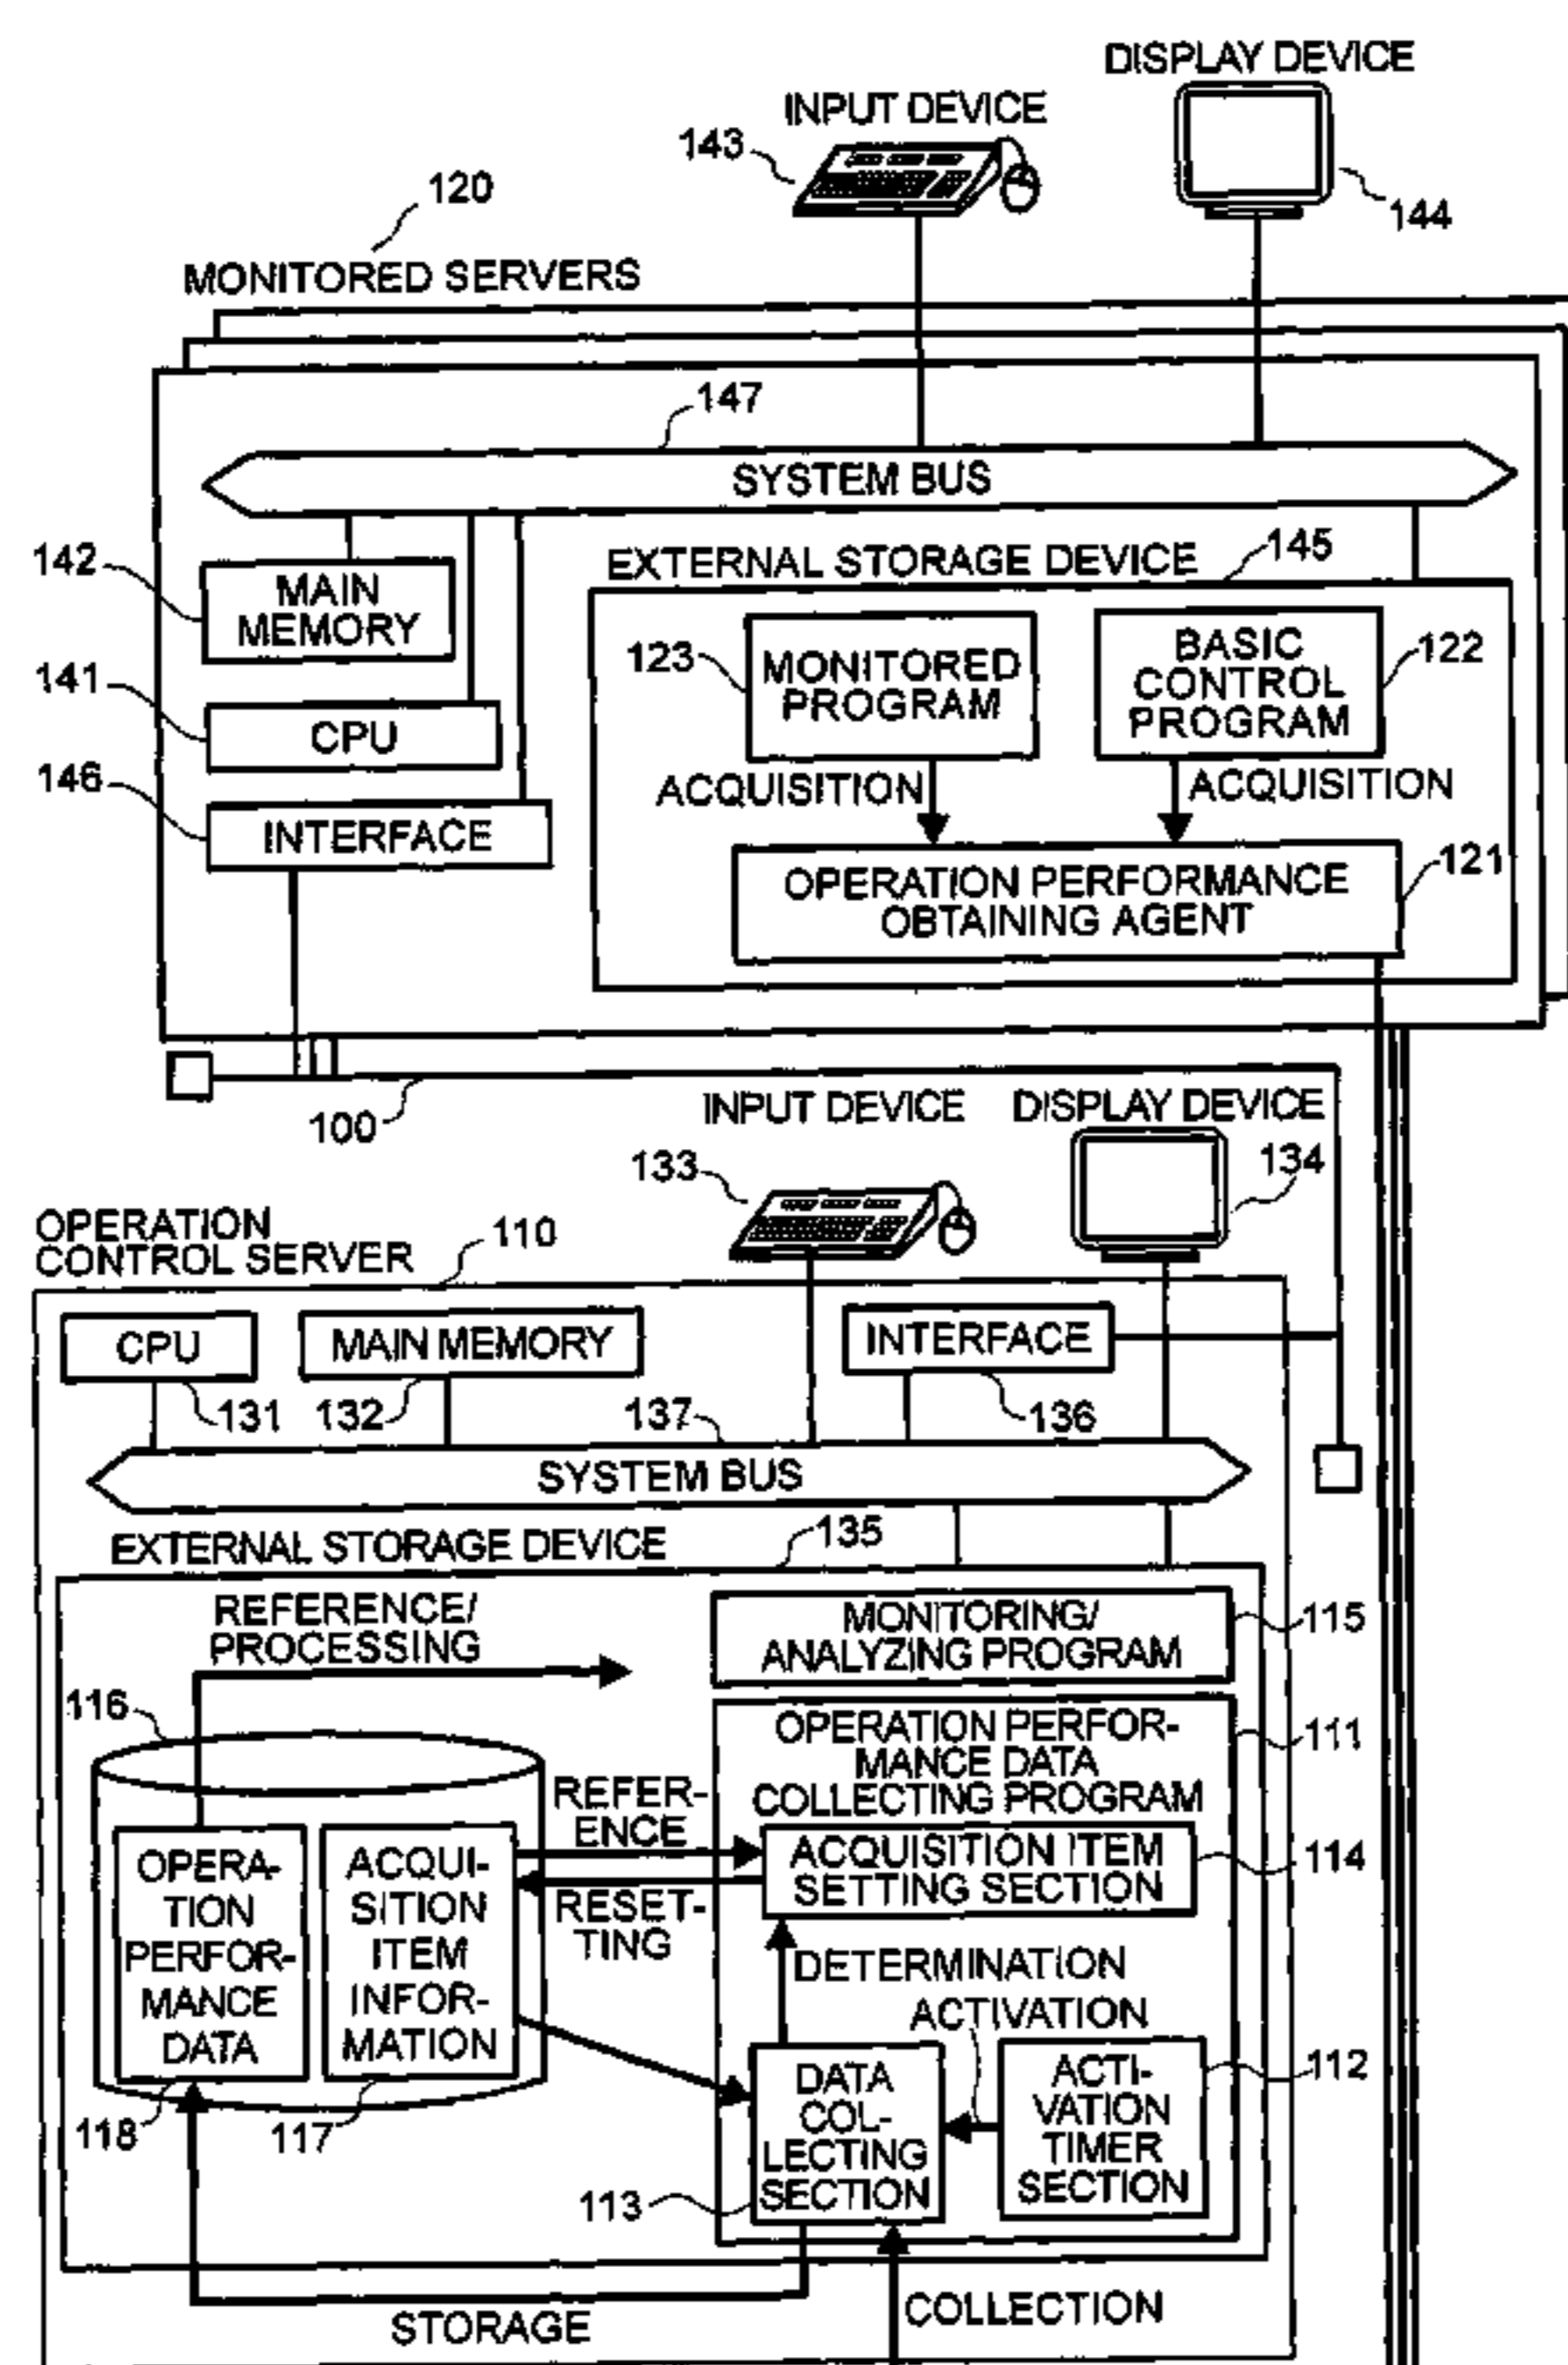 DISPLAY DEVICE
INPUT DEVICE
143
144
120
MONITORED SERVERS
147
SYSTEM BUS
142
MAIN
MEMORY
EXTERNAL STORAGE DEVICE
145
141
CPU
123
MONITORED
PROGRAM
BASIC
CONTROL
PROGRAM
122
146
INTERFACE
ACQUISITION
ACQUISITION
OPERATION PERFORMANCE
OBTAINING AGENT
121
100
INPUT DEVICE
DISPLAY DEVICE
133
134
OPERATION
CONTROL SERVER
110
CPU
MAIN MEMORY
INTERFACE
131
132
137
136
SYSTEM BUS
EXTERNAL STORAGE DEVICE
135
REFERENCE/
PROCESSING
MONITORING/
ANALYZING PROGRAM
115
116
OPERATION PERFOR-
MANCE DATA
COLLECTING PROGRAM
111
REFER-
ENCE
OPERA-
TION
PERFOR-
MANCE
DATA
ACQUI-
SITION
ITEM
INFOR-
MATION
ACQUISITION ITEM
SETTING SECTION
114
RESET-
TING
DETERMINATION
ACTIVATION
DATA
COL-
LECTING
SECTION
ACTI-
VATION
TIMER
SECTION
112
118
117
113
STORAGE
COLLECTION